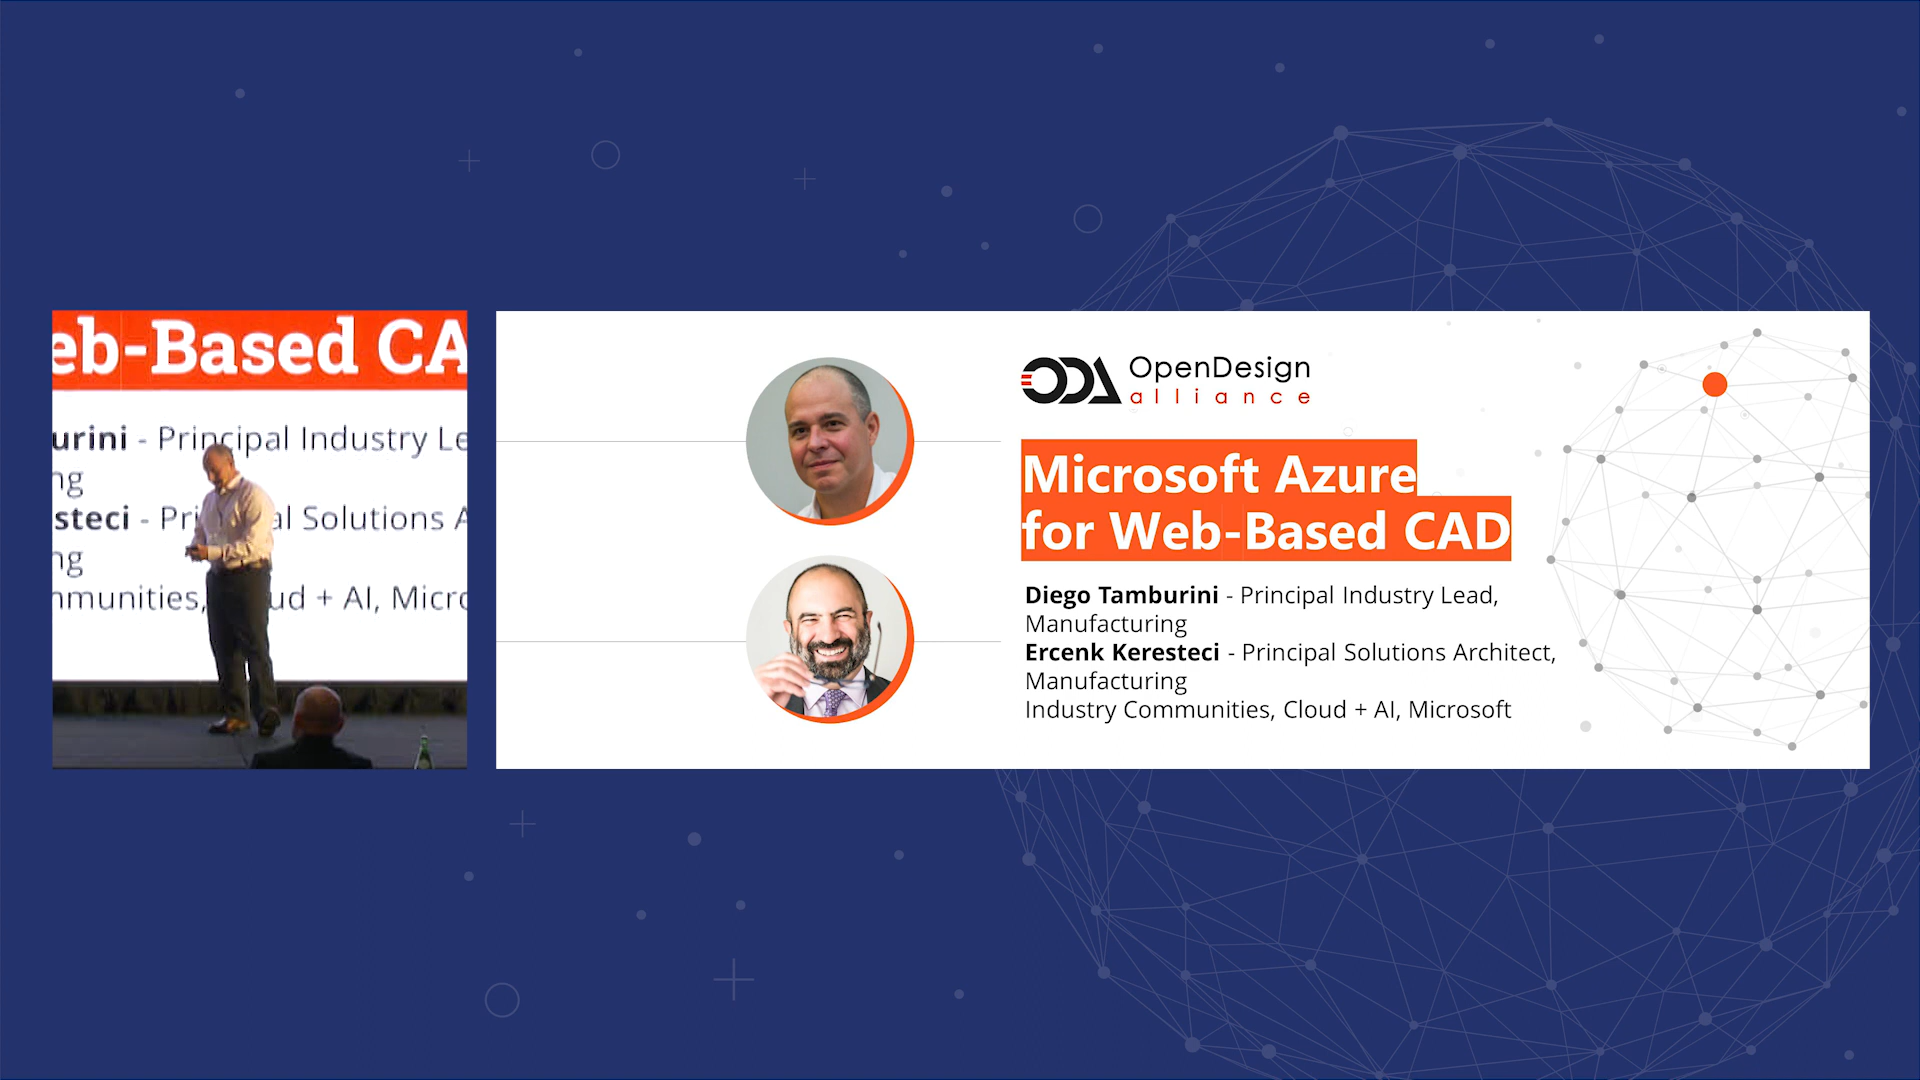 eb-Based CA
urini - Principal Industry Le
ng
steci - Pri al Solutions A
ng
nmunities, ud + AI, Micro
ODA OpenDesign
alliance
Microsoft Azure
for Web-Based CAD
Diego Tamburini - Principal Industry Lead,
Manufacturing
Ercenk Keresteci - Principal Solutions Architect,
Manufacturing
Industry Communities, Cloud + AI, Microsoft